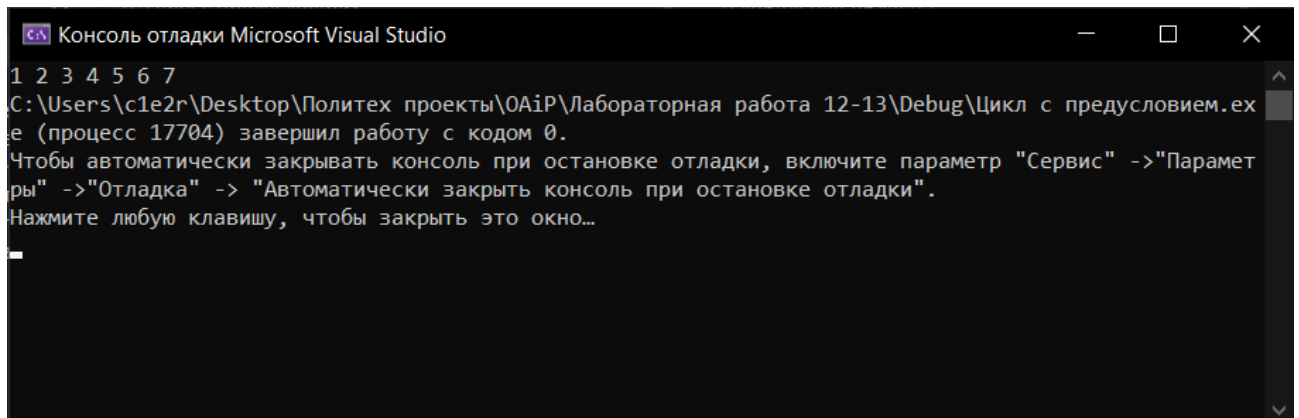 Консоль отладки Microsoft Visual Studio
1 2 3 4 5 6 7
C:\Users\c1e2r\Desktop\Политех проекты\OAiP\Лабораторная работа 12-13\Debug\Цикл с предусловием.ex
e (процесс 17704) завершил работу с кодом 0.
Чтобы автоматически закрывать консоль при остановке отладки, включите параметр "Сервис" ->"Парамет
ры" ->"Отладка" -> "Автоматически закрыть консоль при остановке отладки".
Нажмите любую клавишу, чтобы закрыть это окно…